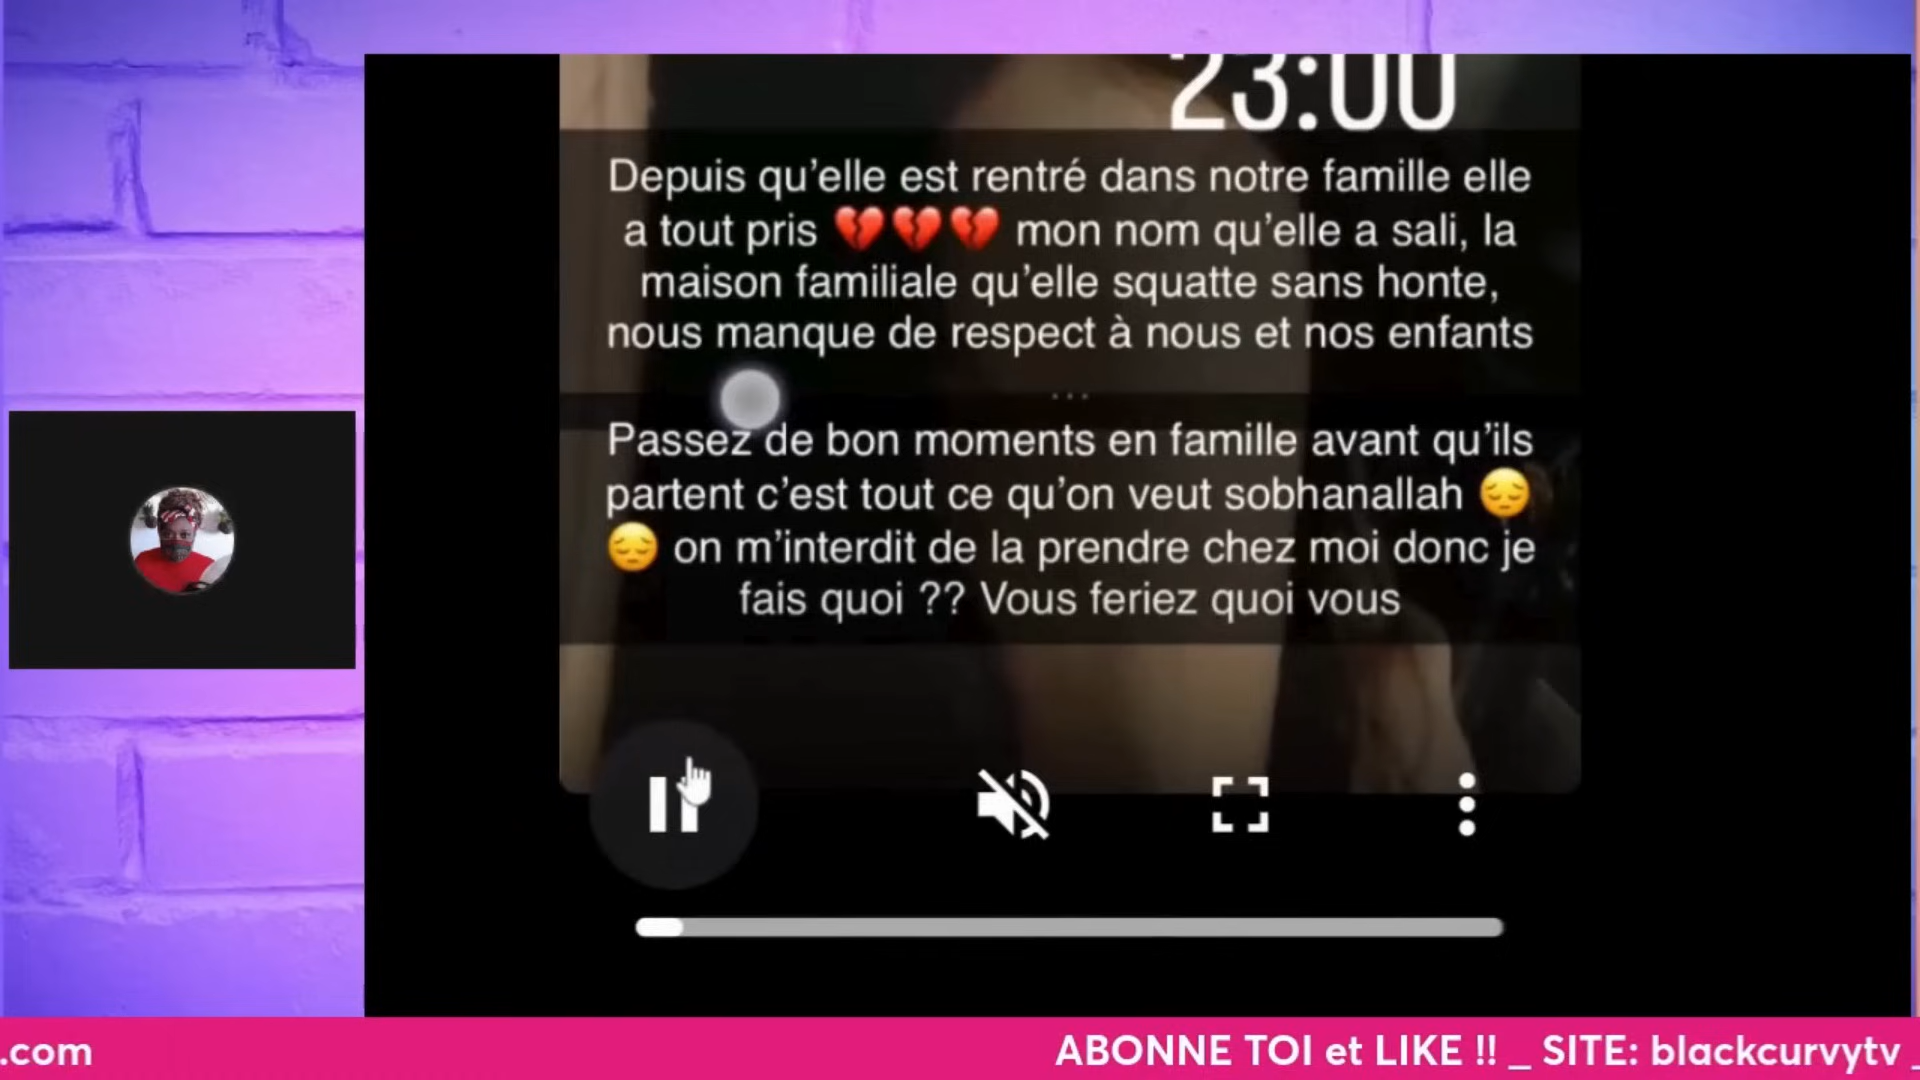 23:00
Depuis qu’elle est rentré dans notre famille elle
a tout pris 💔💔💔 mon nom qu’elle a sali, la
maison familiale qu’elle squatte sans honte,
nous manque de respect à nous et nos enfants
...
Passez de bon moments en famille avant qu’ils
partent c’est tout ce qu’on veut sobhanallah 😔
😔 on m’interdit de la prendre chez moi donc je
fais quoi ?? Vous feriez quoi vous
.com ABONNE TOI et LIKE !! _ SITE: blackcurvytv _